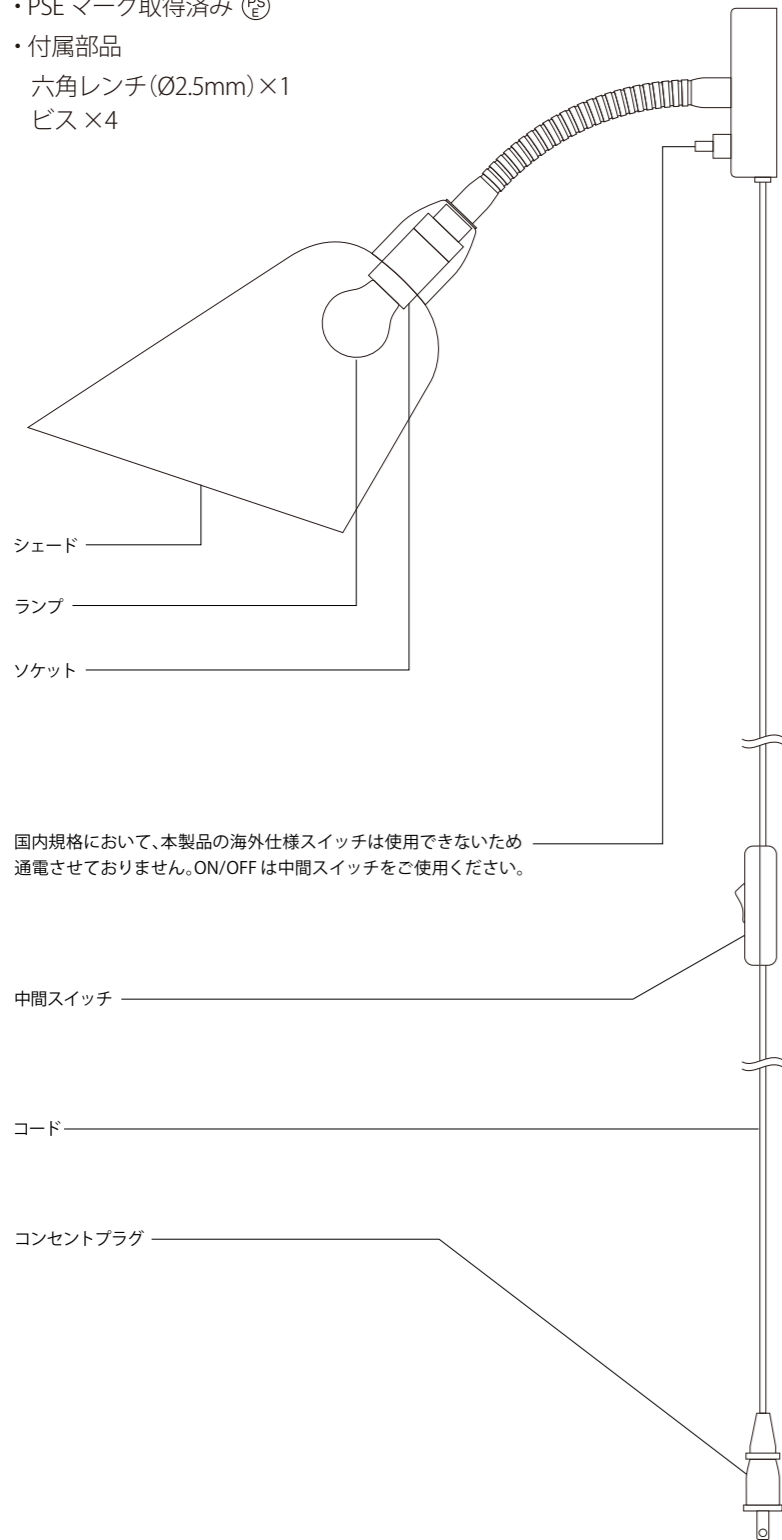 ・PSE マーク取得済み PSE
・付属部品
六角レンチ（Ø2.5mm）×1
ビス ×4
シェード
ランプ
ソケット
国内規格において、本製品の海外仕様スイッチは使用できないため
通電させておりません。ON/OFF は中間スイッチをご使用ください。
中間スイッチ
コード
コンセントプラグ